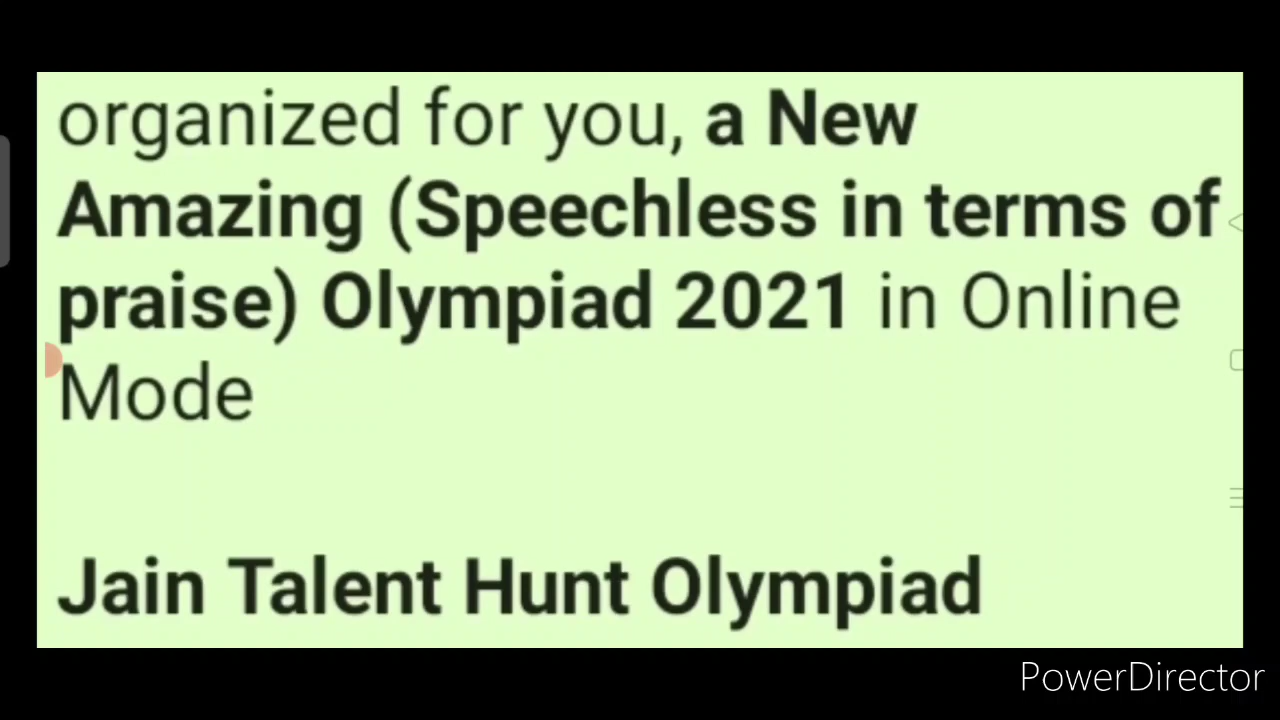 organized for you, a New
Amazing (Speechless in terms of
praise) Olympiad 2021 in Online
Mode
Jain Talent Hunt Olympiad
PowerDirector